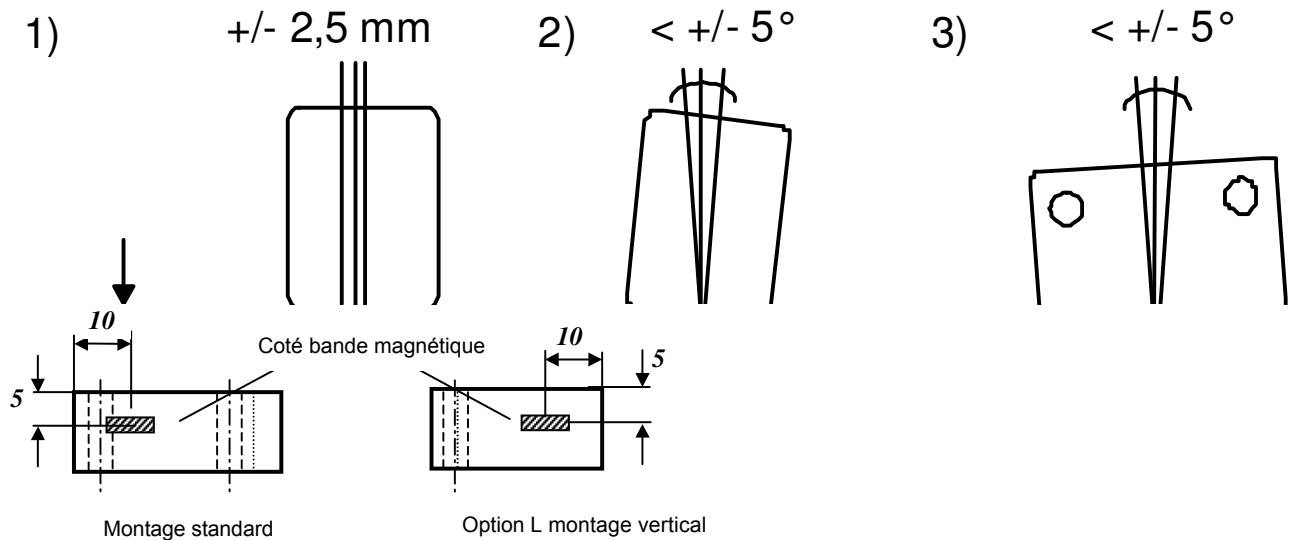 1) +/- 2,5 mm 2) < +/- 5° 3) < +/- 5°
10
Coté bande magnétique
10
5
5
Montage standard
Option L montage vertical